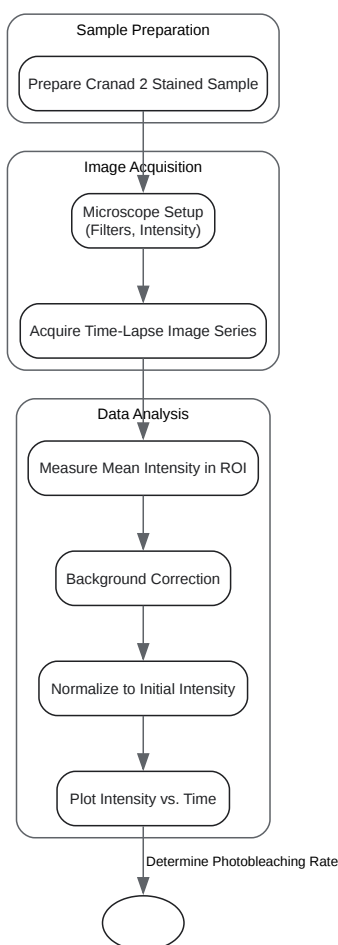 Sample Preparation
Prepare Cranad 2 Stained Sample
Image Acquisition
Microscope Setup
(Filters, Intensity)
Acquire Time-Lapse Image Series
Data Analysis
Measure Mean Intensity in ROI
Background Correction
Normalize to Initial Intensity
Plot Intensity vs. Time
Determine Photobleaching Rate